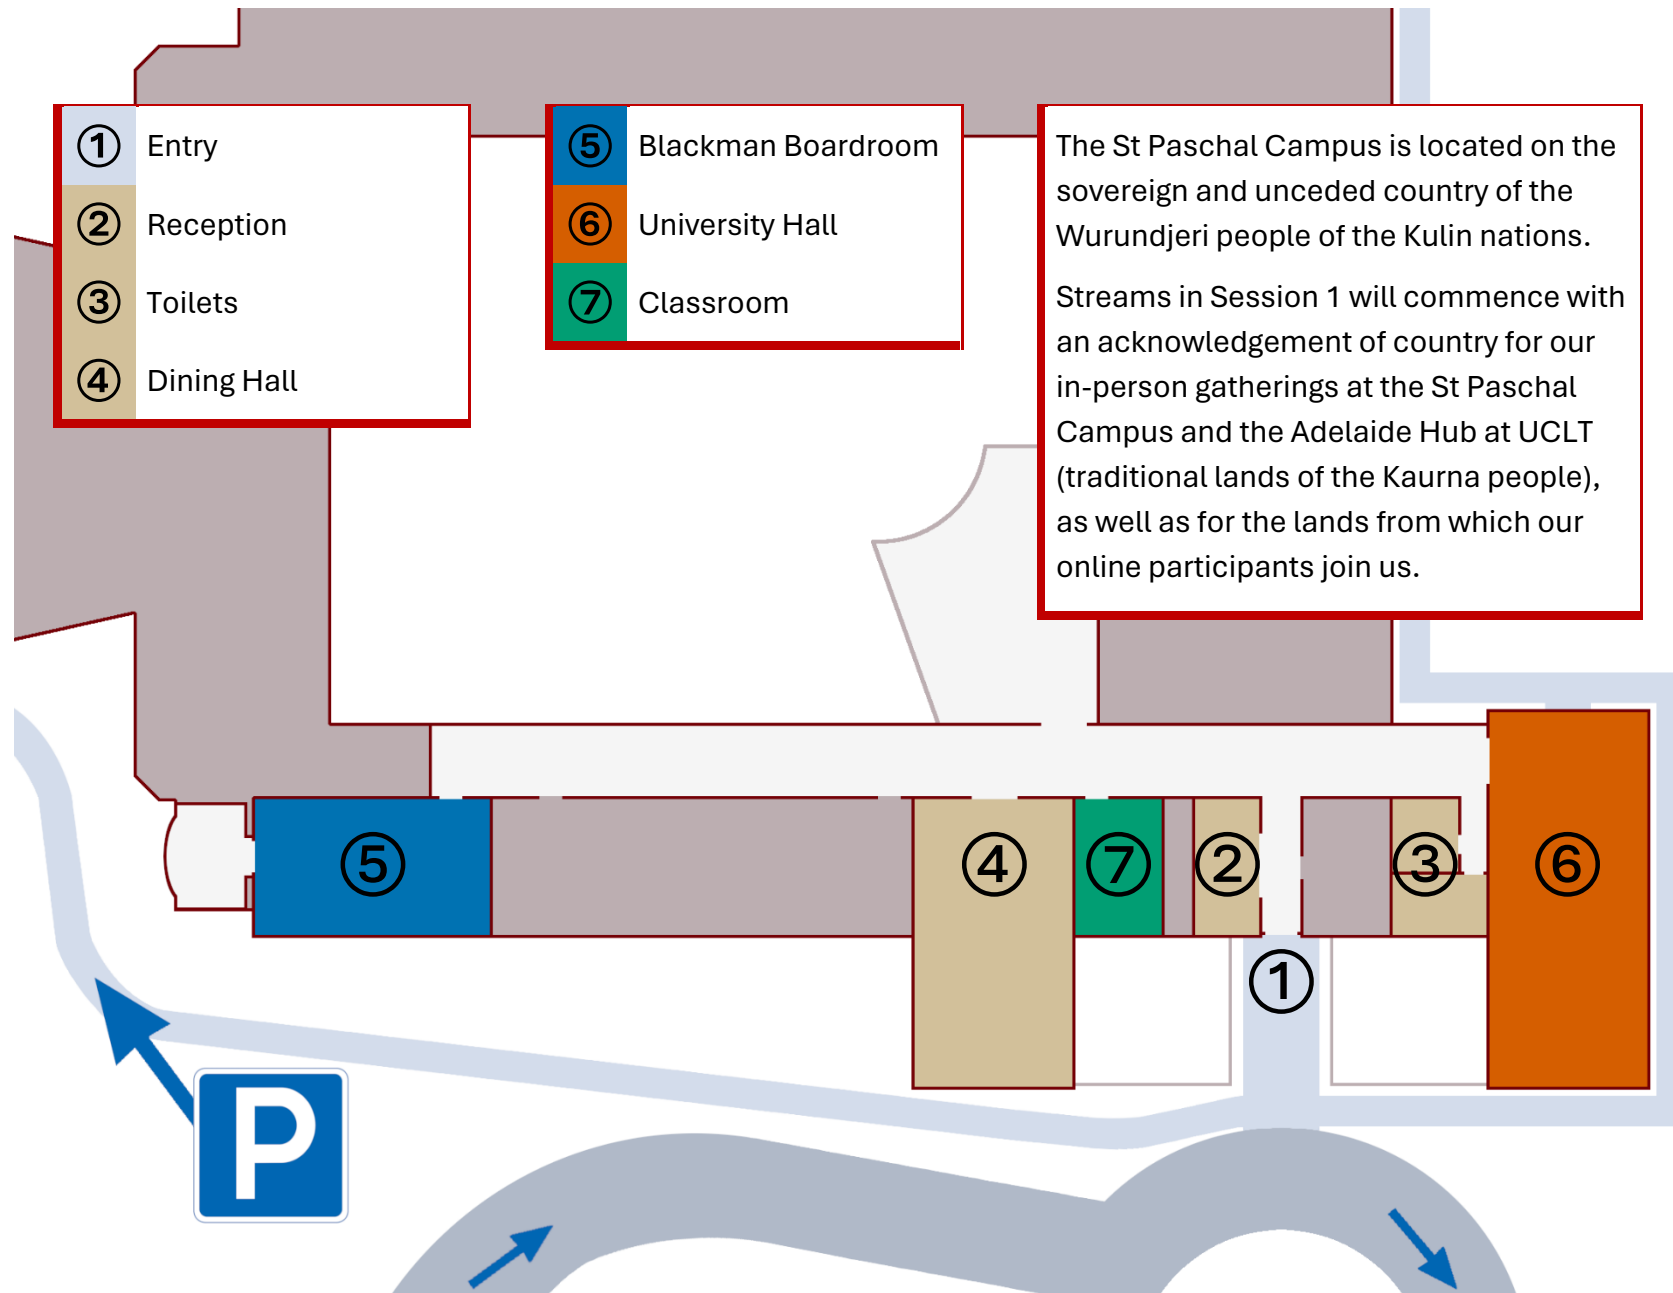 ① Entry
② Reception
③ Toilets
④ Dining Hall
⑤ Blackman Boardroom
⑥ University Hall
⑦ Classroom
The St Paschal Campus is located on the
sovereign and unceded country of the
Wurundjeri people of the Kulin nations.
Streams in Session 1 will commence with
an acknowledgement of country for our
in-person gatherings at the St Paschal
Campus and the Adelaide Hub at UCLT
(traditional lands of the Kaurna people),
as well as for the lands from which our
online participants join us.
⑤
④
⑦
②
③
⑥
①
P